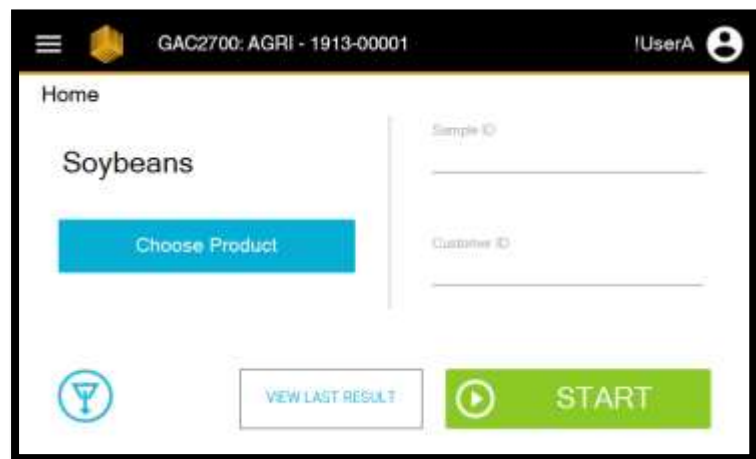 GAC2700: AGRI - 1913-00001
!UserA
Home
Soybeans
Sample ID
Choose Product
Customer ID
VIEW LAST RESULT
START